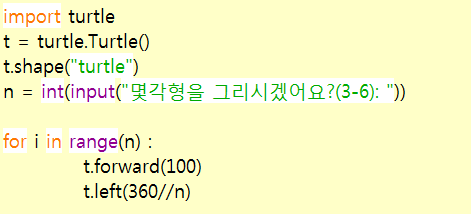 import turtle
t = turtle.Turtle()
t.shape("turtle")
n = int(input("몇각형을 그리시겠어요?(3-6): "))
for i in range(n) :
t.forward(100)
t.left(360//n)